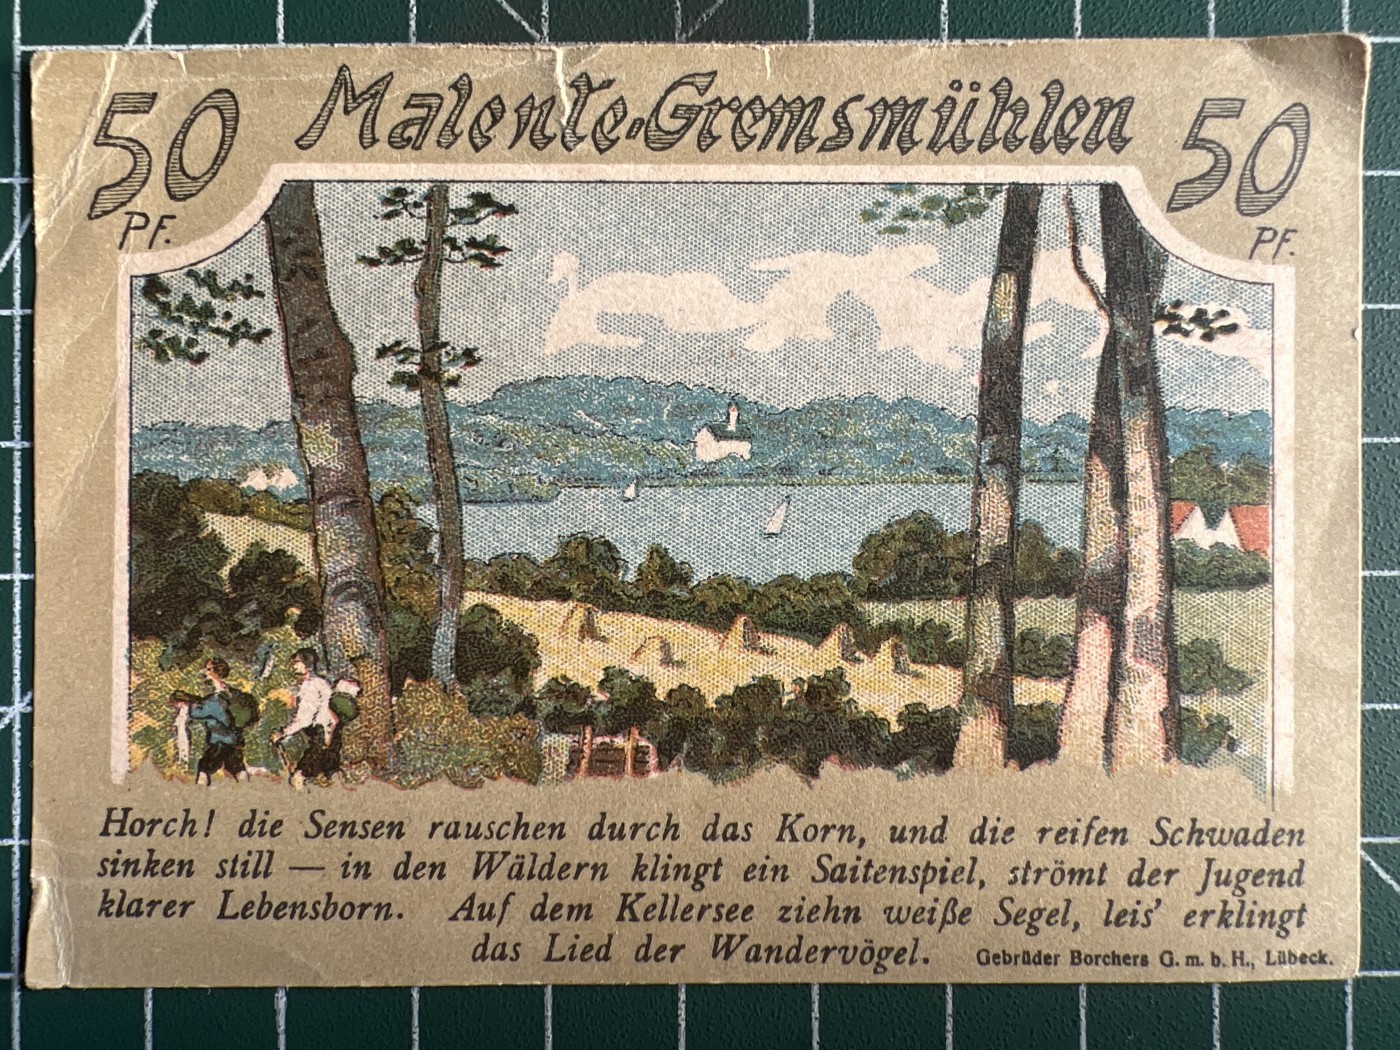 50 Malente-Gremsmühlen 50
PF. PF.
Horch! die Sensen rauschen durch das Korn, und die reifen Schwaden
sinken still — in den Wäldern klingt ein Saitenspiel, strömt der Jugend
klarer Lebensborn. Auf dem Kellersee ziehn weiße Segel, leis' erklingt
das Lied der Wandervögel. Gebrüder Borchers G. m. b. H., Lübeck.